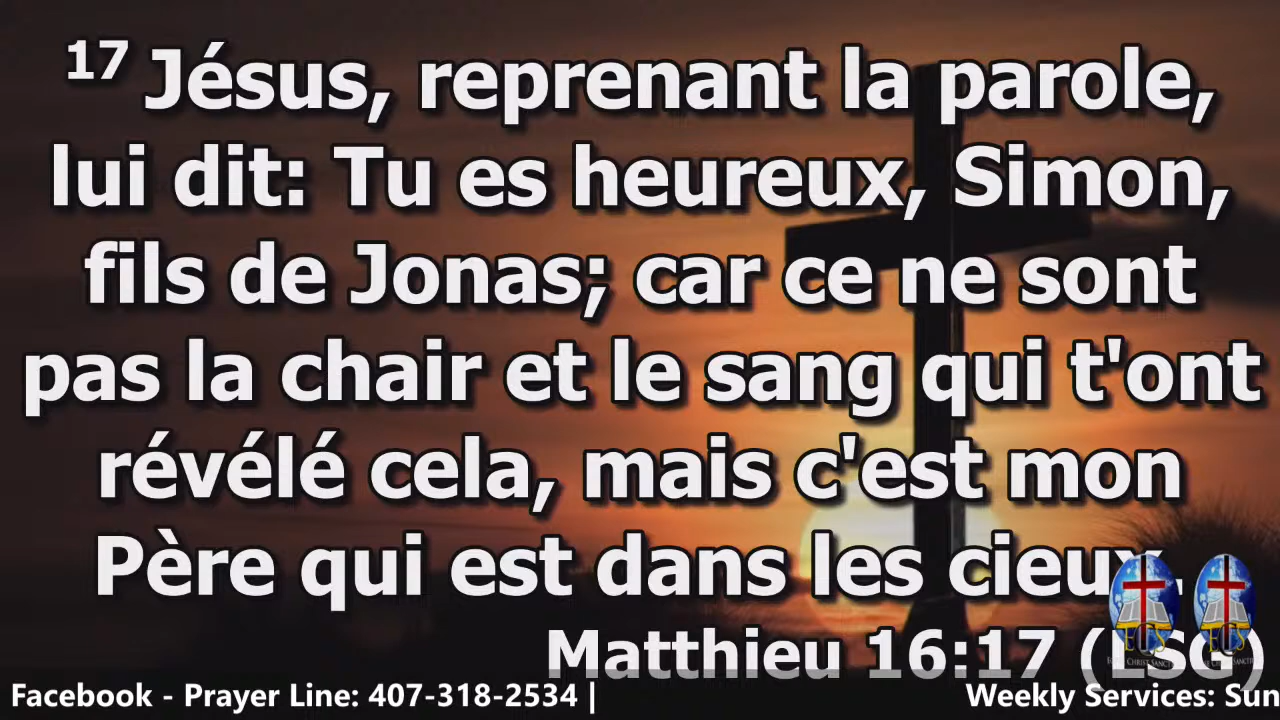 17 Jésus, reprenant la parole,
lui dit: Tu es heureux, Simon,
fils de Jonas; car ce ne sont
pas la chair et le sang qui t'ont
révélé cela, mais c'est mon
Père qui est dans les cieux.
Matthieu 16:17 (LSG)
Facebook - Prayer Line: 407-318-2534 | Weekly Services: Sun